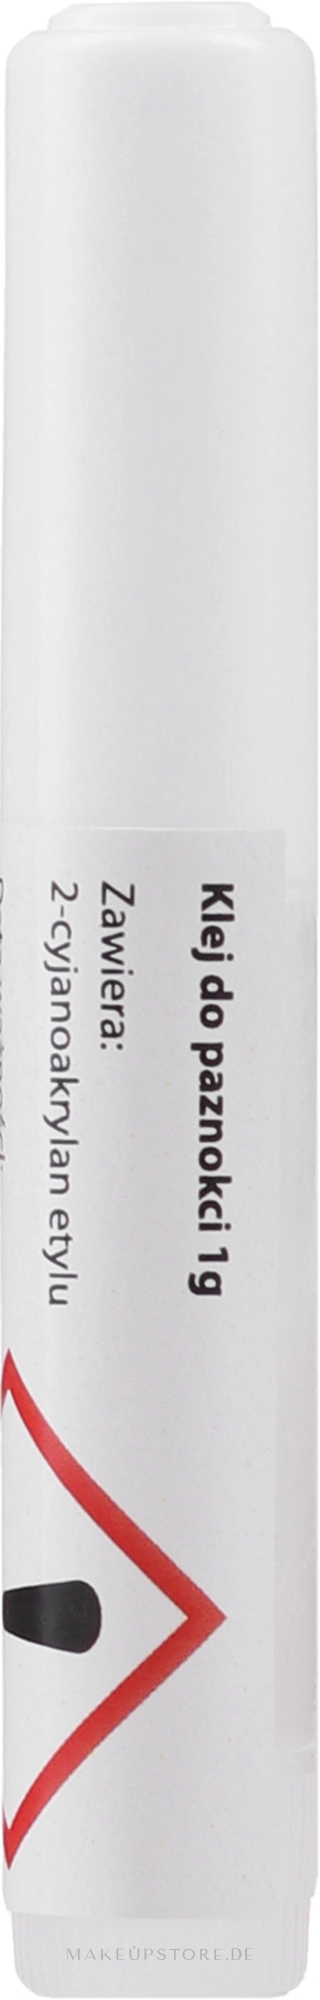 Klej do paznokci 1g
Zawiera:
2-cyjanoakrylan etylu
MAKEUPSTORE.DE